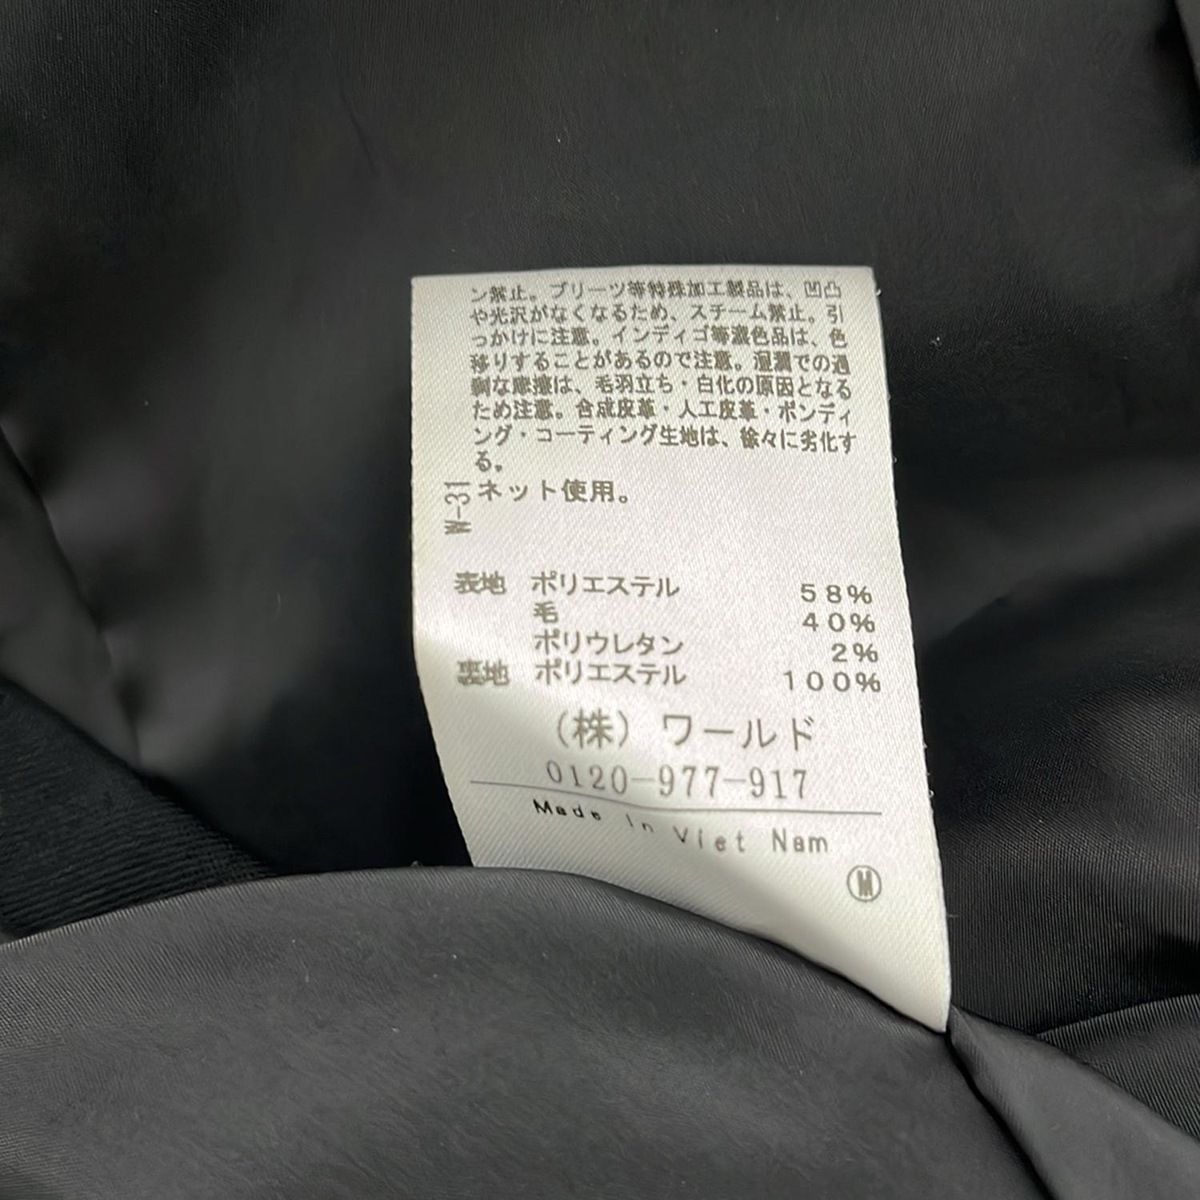 ン禁止。プリーツ等特殊加工製品は、凹凸
や光沢がなくなるため、スチーム禁止。引
っかけに注意。インディゴ等濃色品は、色
移りすることがあるので注意。湿潤での過
剰な摩擦は、毛羽立ち・白化の原因となる
ため注意。合成皮革・人工皮革・ボンディ
ング・コーティング生地は、徐々に劣化す
る。
W-31 ネット使用。
表地 ポリエステル 58%
毛 40%
ポリウレタン 2%
ポリエステル 100%
(株) ワールド
0120-977-917
Made in Viet Nam
M